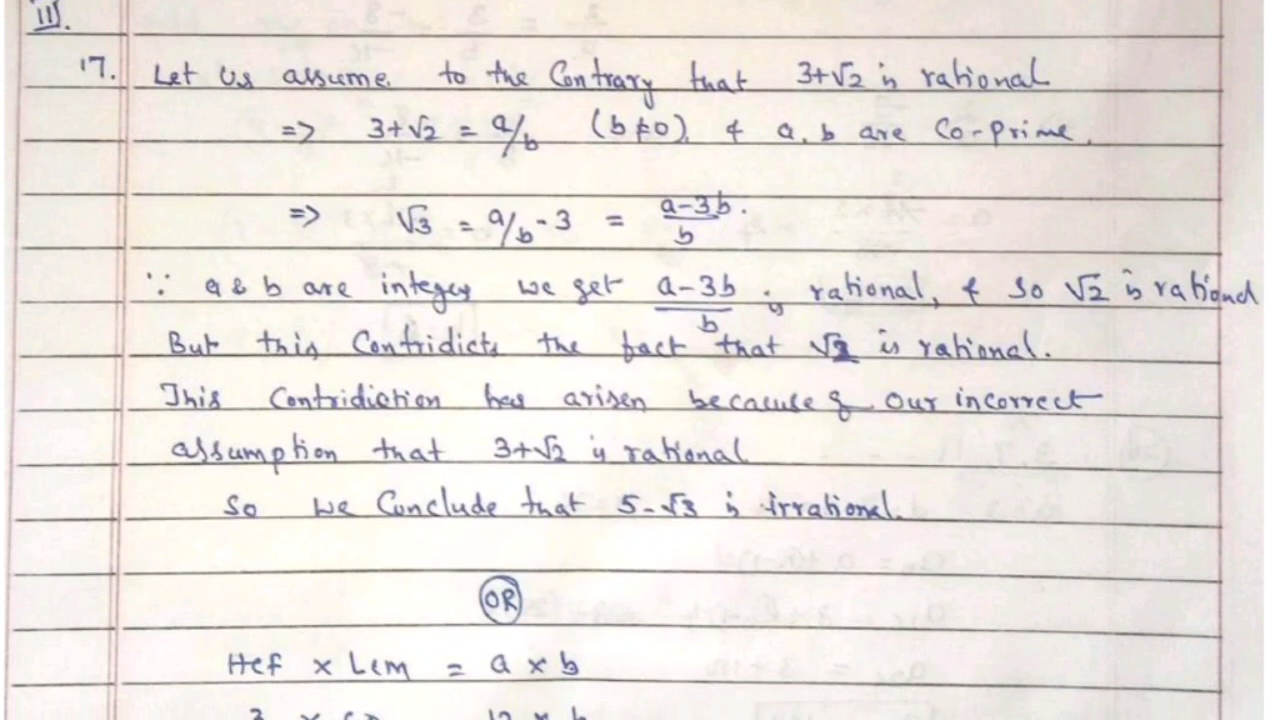 II.
17. Let us assume to the Contrary that 3+√2 is rational
=> 3+√2 = a/b (b≠0) & a, b are Co-prime.
=> √3 = a/b - 3 = (a-3b)/b.
∵ a & b are integers we get (a-3b)/b is rational, & so √2 is rational
But this Contridicts the fact that √2 is rational.
This Contridiction has arisen because of our incorrect
assumption that 3+√2 is rational
So we Conclude that 5-√3 is irrational.
OR
Hcf x Lcm = a x b